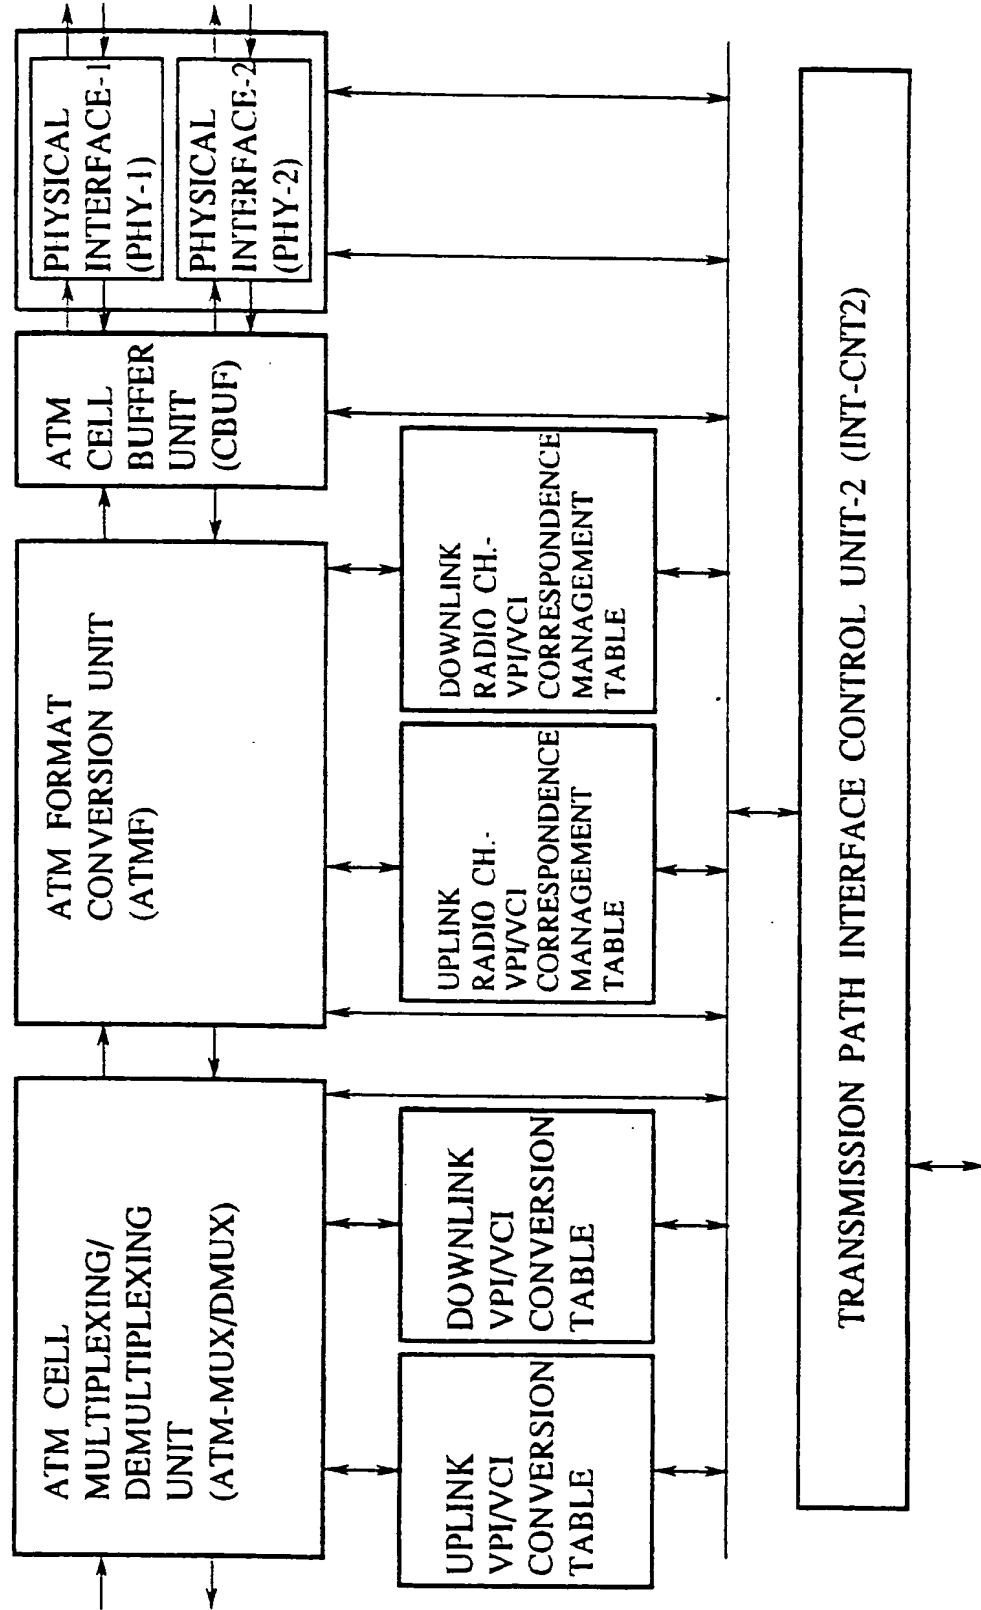 ATM CELL
MULTIPLEXING/
DEMULTIPLEXING
UNIT
(ATM-MUX/DMUX)
ATM FORMAT
CONVERSION UNIT
(ATMF)
ATM
CELL
BUFFER
UNIT
(CBUF)
PHYSICAL
INTERFACE-1
(PHY-1)
PHYSICAL
INTERFACE-2
(PHY-2)
UPLINK
VPI/VCI
CONVERSION
TABLE
DOWNLINK
VPI/VCI
CONVERSION
TABLE
UPLINK
RADIO CH.-
VPI/VCI
CORRESPONDENCE
MANAGEMENT
TABLE
DOWNLINK
RADIO CH.-
VPI/VCI
CORRESPONDENCE
MANAGEMENT
TABLE
TRANSMISSION PATH INTERFACE CONTROL UNIT-2 (INT-CNT2)